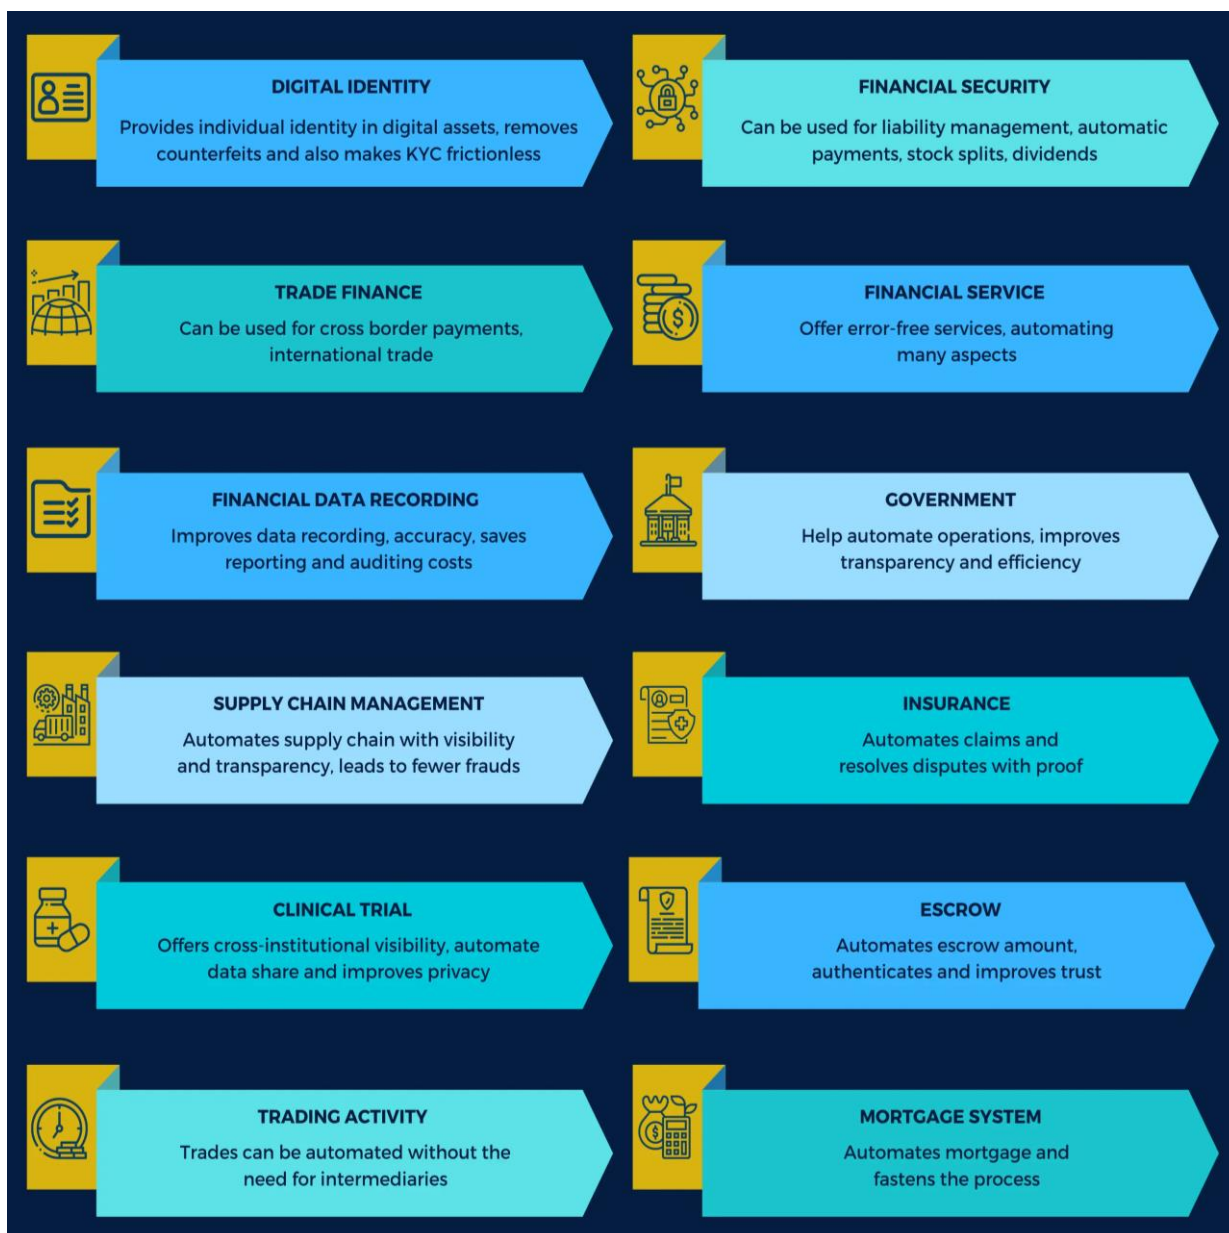 DIGITAL IDENTITY
Provides individual identity in digital assets, removes
counterfeits and also makes KYC frictionless
FINANCIAL SECURITY
Can be used for liability management, automatic
payments, stock splits, dividends
TRADE FINANCE
Can be used for cross border payments,
international trade
FINANCIAL SERVICE
Offer error-free services, automating
many aspects
FINANCIAL DATA RECORDING
Improves data recording, accuracy, saves
reporting and auditing costs
GOVERNMENT
Help automate operations, improves
transparency and efficiency
SUPPLY CHAIN MANAGEMENT
Automates supply chain with visibility
and transparency, leads to fewer frauds
INSURANCE
Automates claims and
resolves disputes with proof
CLINICAL TRIAL
Offers cross-institutional visibility, automate
data share and improves privacy
ESCROW
Automates escrow amount,
authenticates and improves trust
TRADING ACTIVITY
Trades can be automated without the
need for intermediaries
MORTGAGE SYSTEM
Automates mortgage and
fastens the process